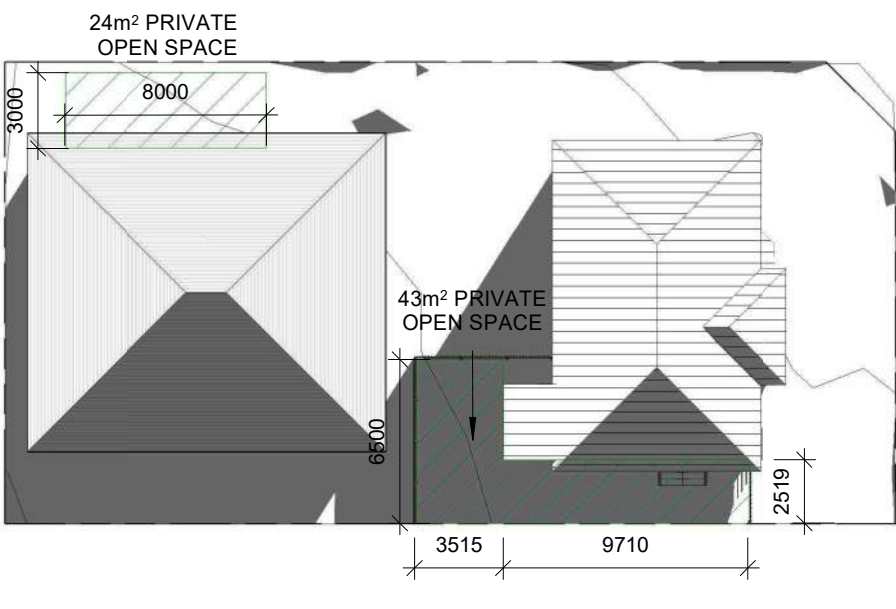 24m² PRIVATE
OPEN SPACE
8000
3000
43m² PRIVATE
OPEN SPACE
6500
2519
3515
9710